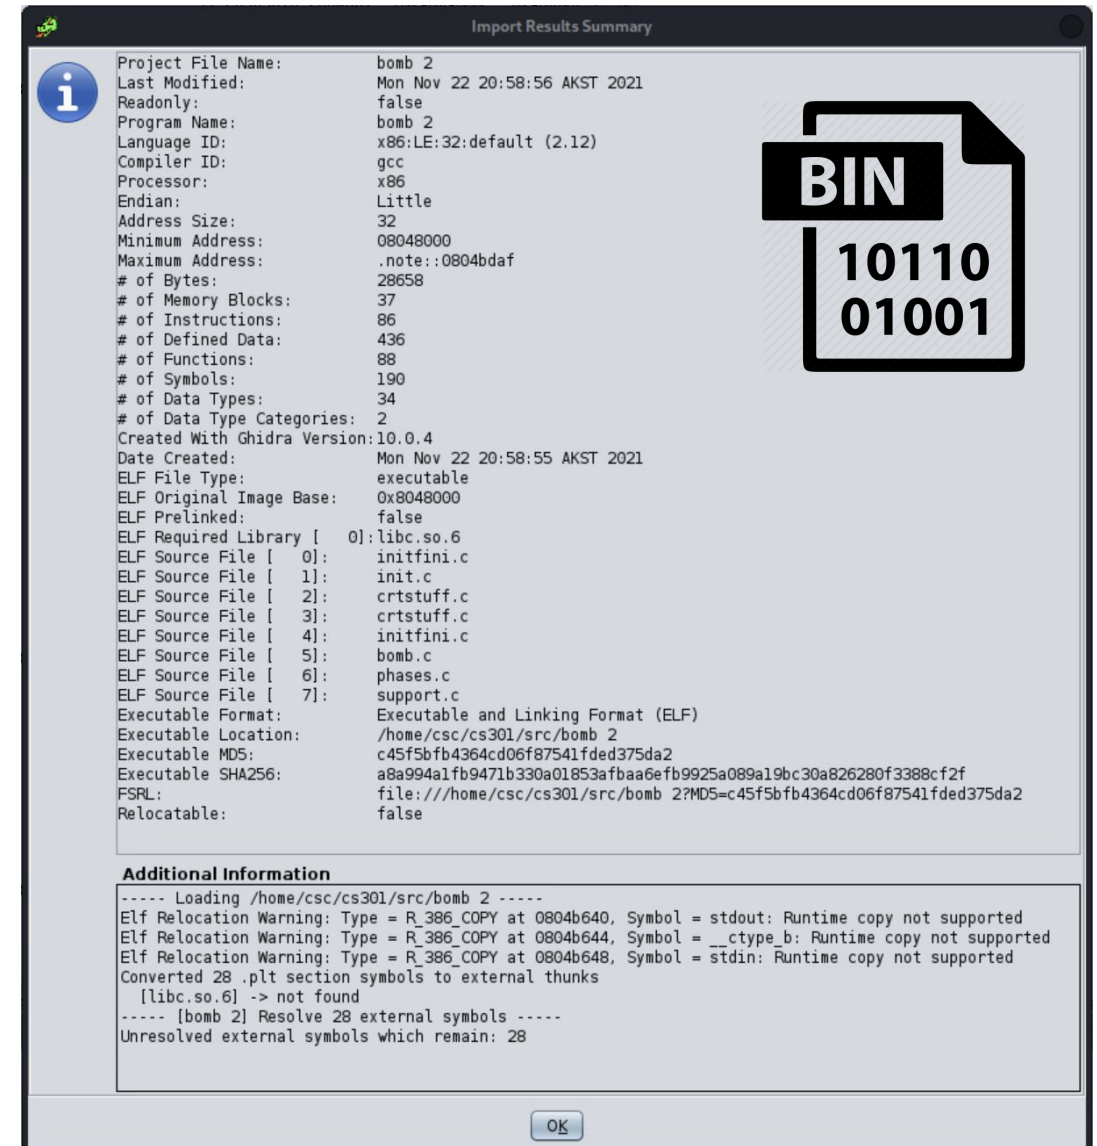 Import Results Summary
Project File Name: bomb 2
Last Modified: Mon Nov 22 20:58:56 AKST 2021
Readonly: false
Program Name: bomb 2
Language ID: x86:LE:32:default (2.12)
Compiler ID: gcc
Processor: x86
Endian: Little
Address Size: 32
Minimum Address: 08048000
Maximum Address: .note::0804bdaf
# of Bytes: 28658
# of Memory Blocks: 37
# of Instructions: 86
# of Defined Data: 436
# of Functions: 88
# of Symbols: 190
# of Data Types: 34
# of Data Type Categories: 2
Created With Ghidra Version:10.0.4
Date Created: Mon Nov 22 20:58:55 AKST 2021
ELF File Type: executable
ELF Original Image Base: 0x8048000
ELF Prelinked: false
ELF Required Library [ 0]:libc.so.6
ELF Source File [ 0]: initfini.c
ELF Source File [ 1]: init.c
ELF Source File [ 2]: crtstuff.c
ELF Source File [ 3]: crtstuff.c
ELF Source File [ 4]: initfini.c
ELF Source File [ 5]: bomb.c
ELF Source File [ 6]: phases.c
ELF Source File [ 7]: support.c
Executable Format: Executable and Linking Format (ELF)
Executable Location: /home/csc/cs301/src/bomb 2
Executable MD5: c45f5bfb4364cd06f87541fded375da2
Executable SHA256: a8a994a1fb9471b330a01853afbaa6efb9925a089a19bc30a826280f3388cf2f
FSRL: file:///home/csc/cs301/src/bomb 2?MD5=c45f5bfb4364cd06f87541fded375da2
Relocatable: false
BIN
10110
01001
Additional Information
----- Loading /home/csc/cs301/src/bomb 2 -----
Elf Relocation Warning: Type = R_386_COPY at 0804b640, Symbol = stdout: Runtime copy not supported
Elf Relocation Warning: Type = R_386_COPY at 0804b644, Symbol = __ctype_b: Runtime copy not supported
Elf Relocation Warning: Type = R_386_COPY at 0804b648, Symbol = stdin: Runtime copy not supported
Converted 28 .plt section symbols to external thunks
[libc.so.6] -> not found
----- [bomb 2] Resolve 28 external symbols -----
Unresolved external symbols which remain: 28
OK